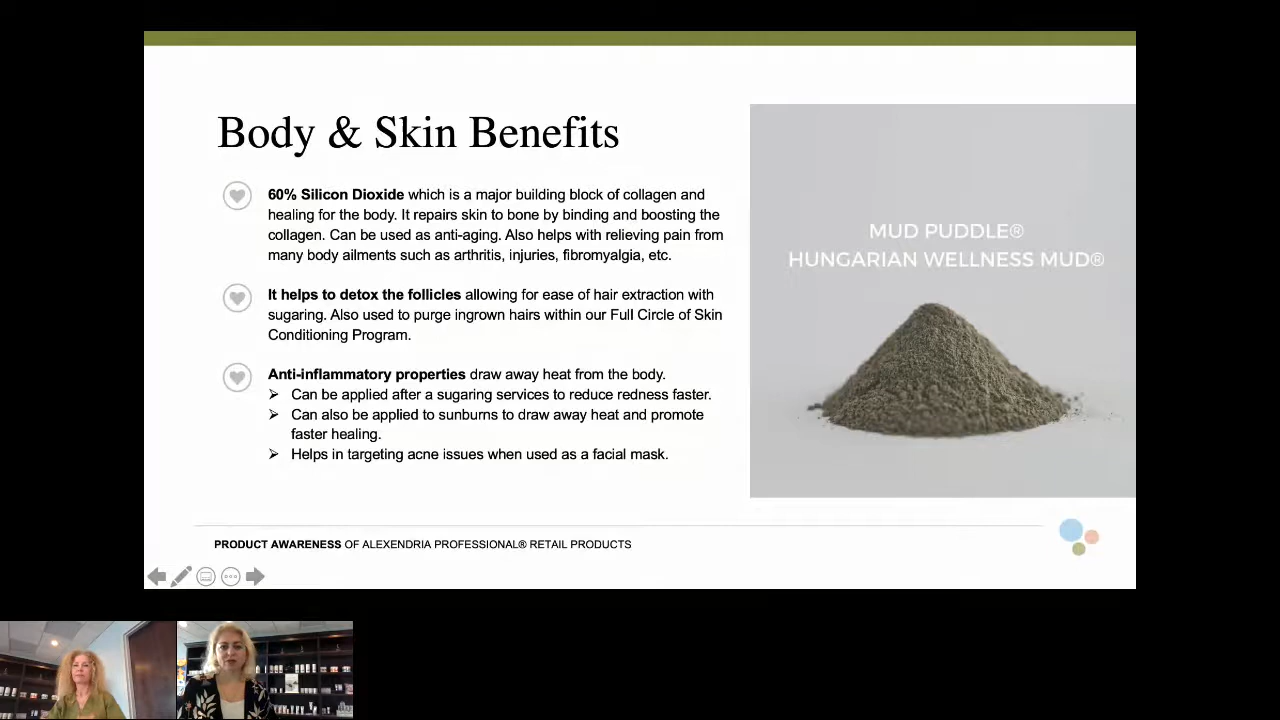 Body & Skin Benefits
60% Silicon Dioxide which is a major building block of collagen and
healing for the body. It repairs skin to bone by binding and boosting the
collagen. Can be used as anti-aging. Also helps with relieving pain from
many body ailments such as arthritis, injuries, fibromyalgia, etc.
It helps to detox the follicles allowing for ease of hair extraction with
sugaring. Also used to purge ingrown hairs within our Full Circle of Skin
Conditioning Program.
Anti-inflammatory properties draw away heat from the body.
Can be applied after a sugaring services to reduce redness faster.
Can also be applied to sunburns to draw away heat and promote
faster healing.
Helps in targeting acne issues when used as a facial mask.
MUD PUDDLE®
HUNGARIAN WELLNESS MUD®
PRODUCT AWARENESS OF ALEXENDRIA PROFESSIONAL® RETAIL PRODUCTS